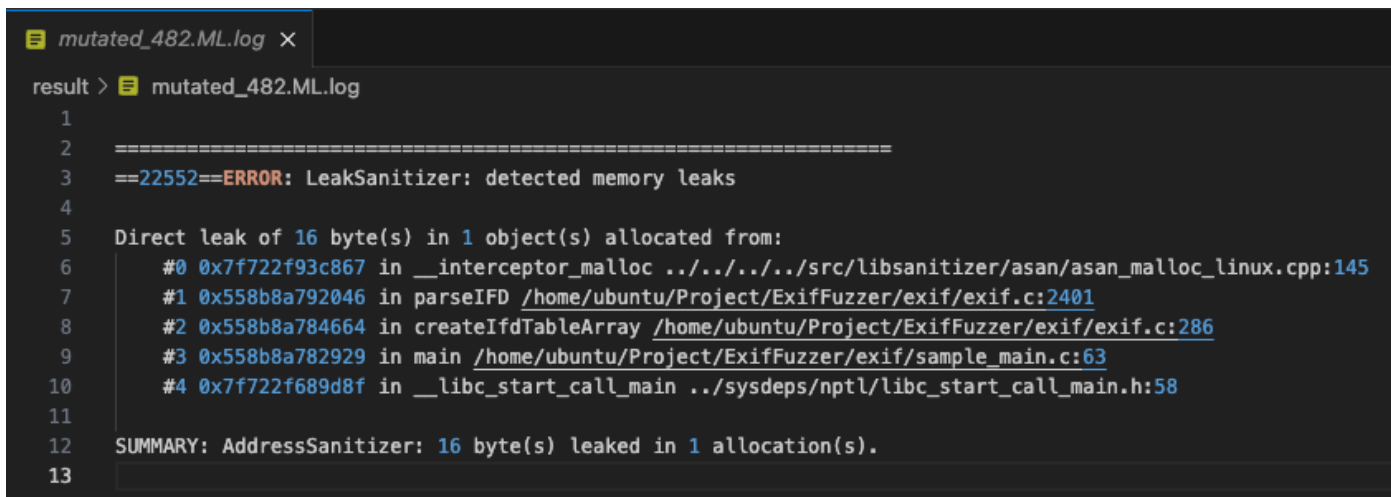 mutated_482.ML.log ×
result > mutated_482.ML.log
1
2 =================================================================
3 ==22552==ERROR: LeakSanitizer: detected memory leaks
4
5 Direct leak of 16 byte(s) in 1 object(s) allocated from:
6 #0 0x7f722f93c867 in __interceptor_malloc ../../../../src/libsanitizer/asan/asan_malloc_linux.cpp:145
7 #1 0x558b8a792046 in parseIFD /home/ubuntu/Project/ExifFuzzer/exif/exif.c:2401
8 #2 0x558b8a784664 in createIfdTableArray /home/ubuntu/Project/ExifFuzzer/exif/exif.c:286
9 #3 0x558b8a782929 in main /home/ubuntu/Project/ExifFuzzer/exif/sample_main.c:63
10 #4 0x7f722f689d8f in __libc_start_call_main ../sysdeps/nptl/libc_start_call_main.h:58
11
12 SUMMARY: AddressSanitizer: 16 byte(s) leaked in 1 allocation(s).
13